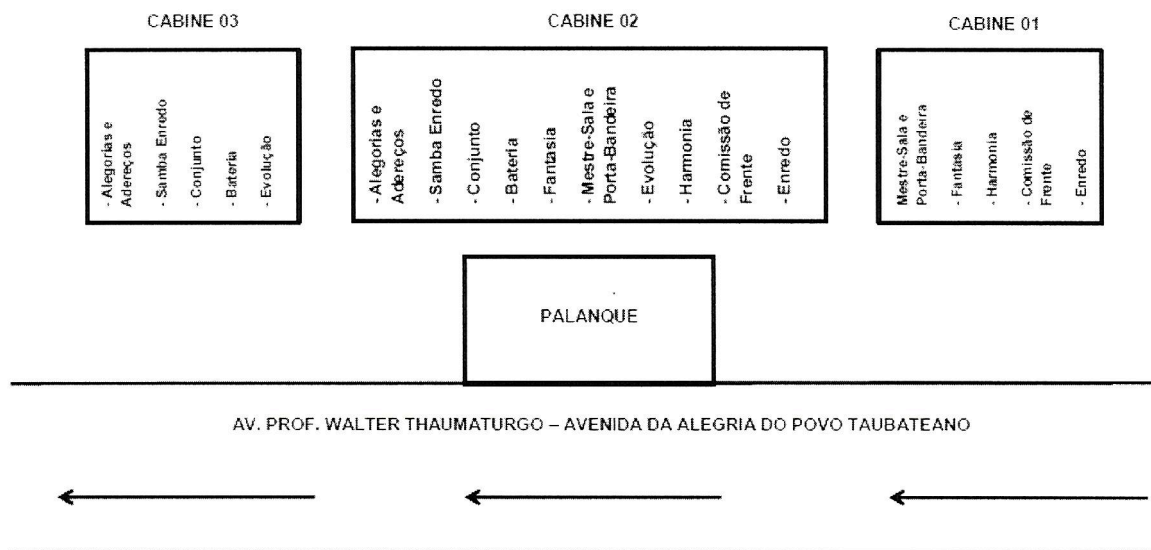 CABINE 03
CABINE 02
CABINE 01
- Alegorias e
Adereços
- Samba Enredo
- Conjunto
- Bateria
- Evolução
- Alegorias e
Adereços
- Samba Enredo
- Conjunto
- Bateria
- Fantasia
- Mestre-Sala e
Porta-Bandeira
- Evolução
- Harmonia
- Comissão de
Frente
- Enredo
Mestre-Sala e
Porta-Bandeira
- Fantasia
- Harmonia
- Comissão de
Frente
- Enredo
PALANQUE
AV. PROF. WALTER THAUMATURGO – AVENIDA DA ALEGRIA DO POVO TAUBATEANO